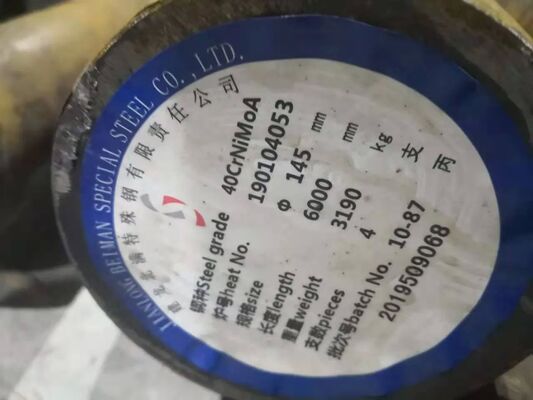 JIANLONG BEIMAN SPECIAL STEEL CO.,LTD.
建龙北满特殊钢有限责任公司
钢种Steel grade 40CrNiMoA
炉号heat No. 190104053
规格size Φ 145 mm
长度length 6000 mm
重量weight 3190 kg
支数pieces 4 支
批次号batch No. 10-87 丙
2019509068